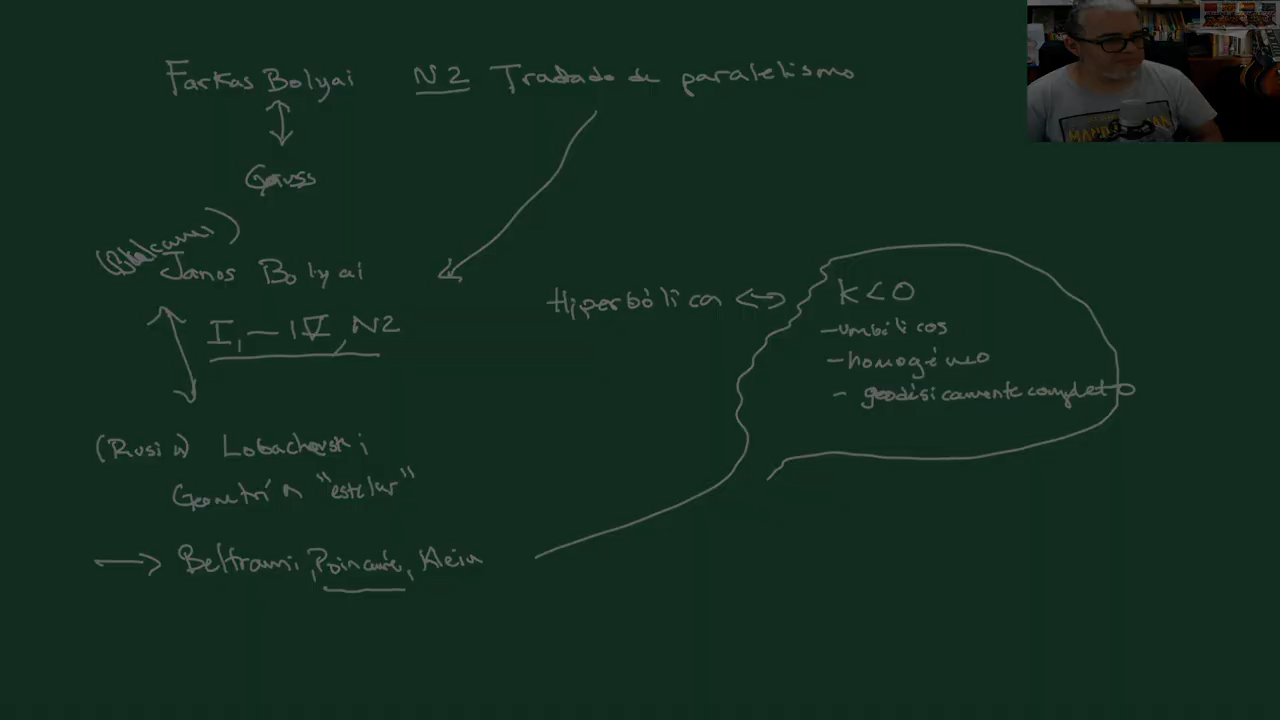 Farkas Bolyai N2 Tradado de paralelismo
Gauss
Janos Bolyai
I,-IV, N2
Hiperbólica <-> K<0
-umbílicos
-homogéneo
- geodésicamente completo
(Rusia) Lobachevski
Geometría "estelar"
→ Beltrami, Poincaré, Klein